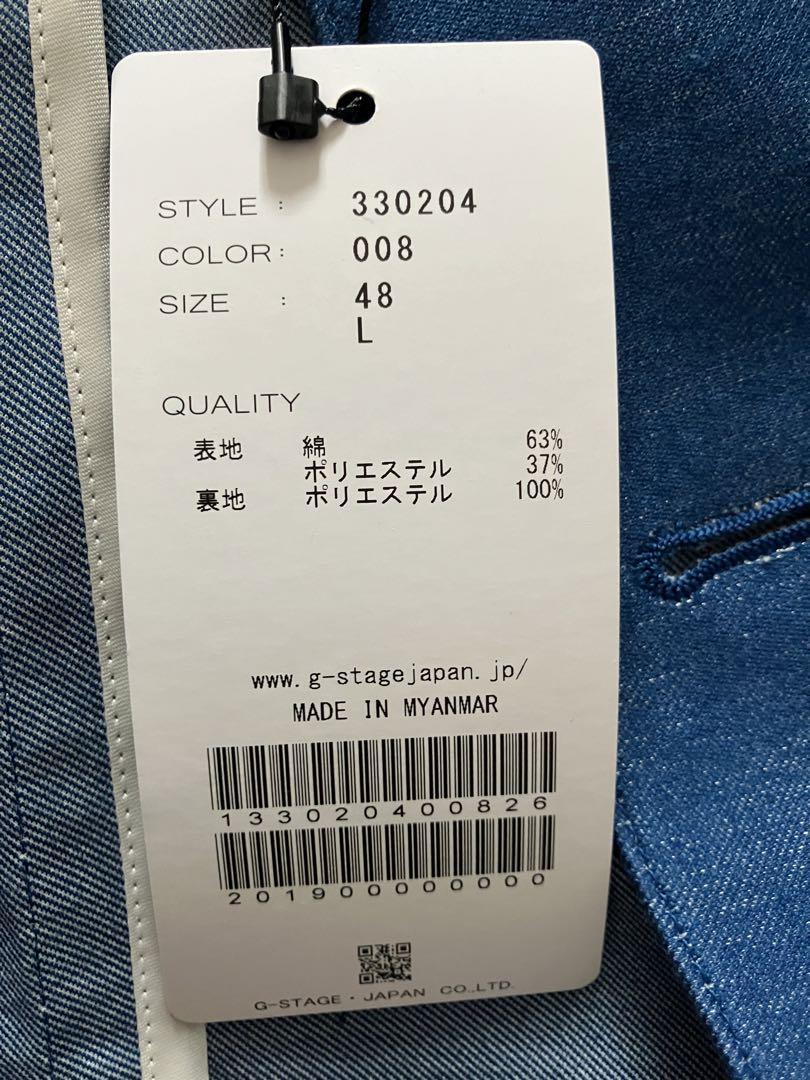 STYLE : 330204
COLOR: 008
SIZE : 48
L
QUALITY
表地 綿 63%
ポリエステル 37%
裏地 ポリエステル 100%
www.g-stagejapan.jp/
MADE IN MYANMAR
133020400826
2019000000000
G-STAGE・JAPAN CO.,LTD.